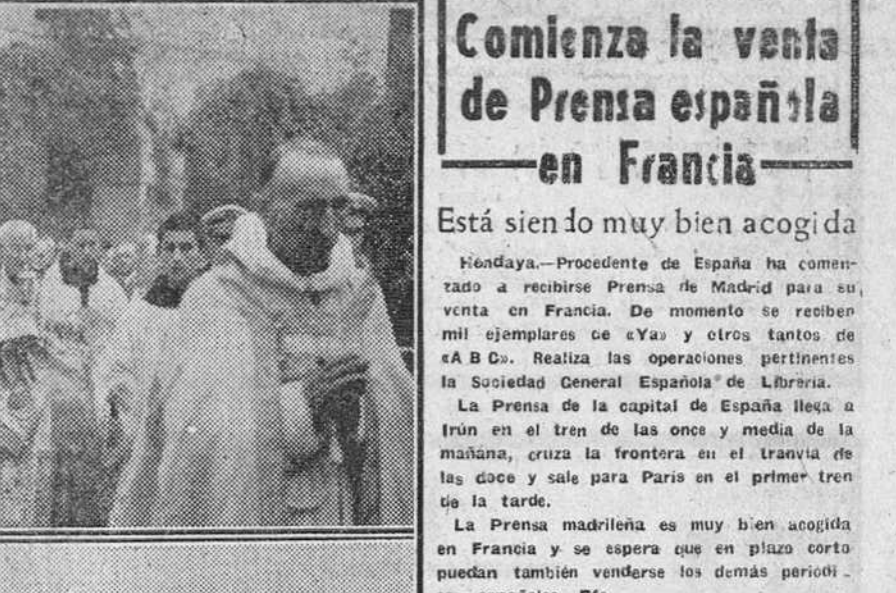 Comienza la venta
de Prensa española
en Francia
Está siendo muy bien acogida
Hendaya.—Procedente de España ha comen-
zado a recibirse Prensa de Madrid para su
venta en Francia. De momento se reciben
mil ejemplares de «Ya» y otros tantos de
«A B C». Realiza las operaciones pertinentes
la Sociedad General Española de Librería.
La Prensa de la capital de España llega a
Irún en el tren de las once y media de la
mañana, cruza la frontera en el tranvía de
las doce y sale para París en el primer tren
de la tarde.
La Prensa madrileña es muy bien acogida
en Francia y se espera que en plazo corto
puedan también venderse los demás periódi-